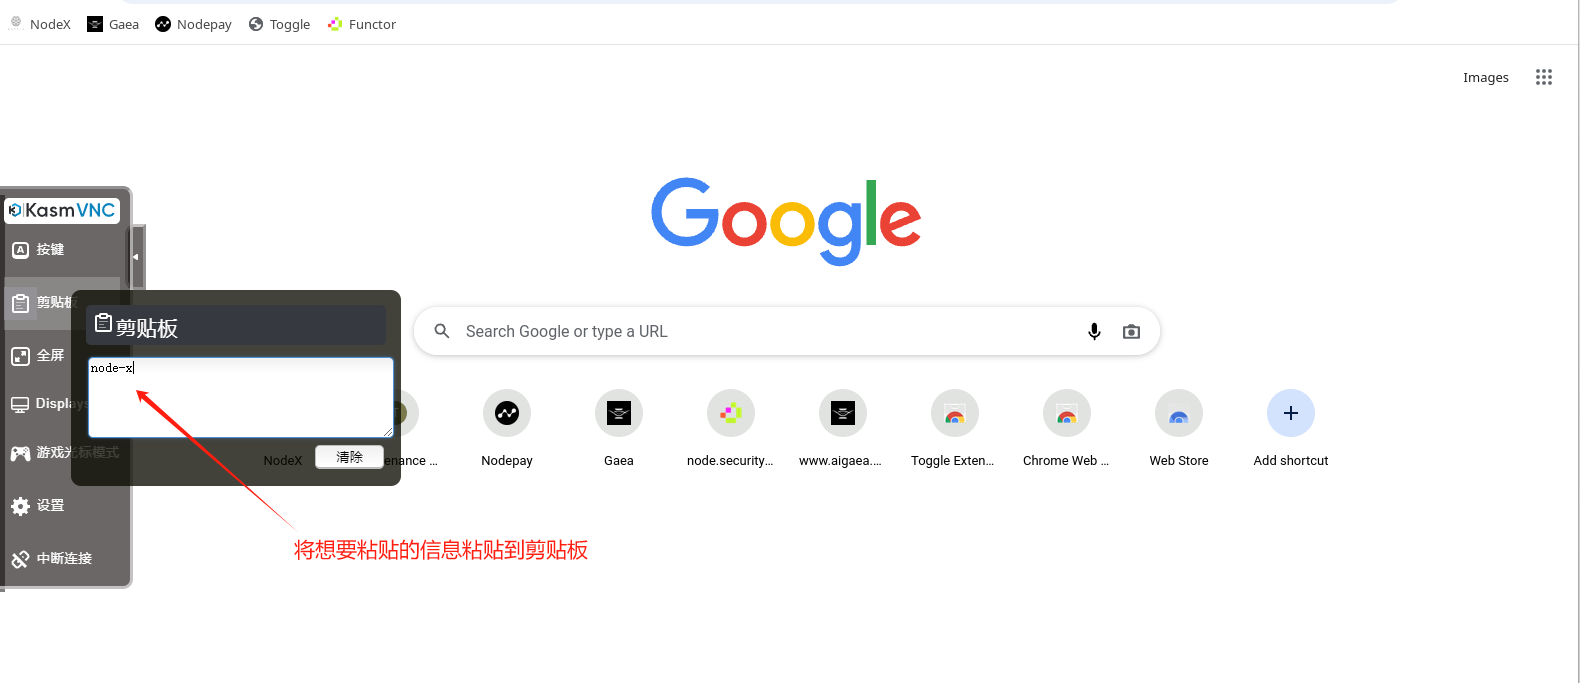 NodeX Gaea Nodepay Toggle Functor
Images
Google
KasmVNC
按键
剪贴板
剪贴板
Search Google or type a URL
全屏
node-x
Displays
游戏光标模式
清除
NodeX
enance ...
Nodepay
Gaea
node.security...
www.aigaea....
Toggle Exten...
Chrome Web ...
Web Store
Add shortcut
设置
将想要粘贴的信息粘贴到剪贴板
中断连接